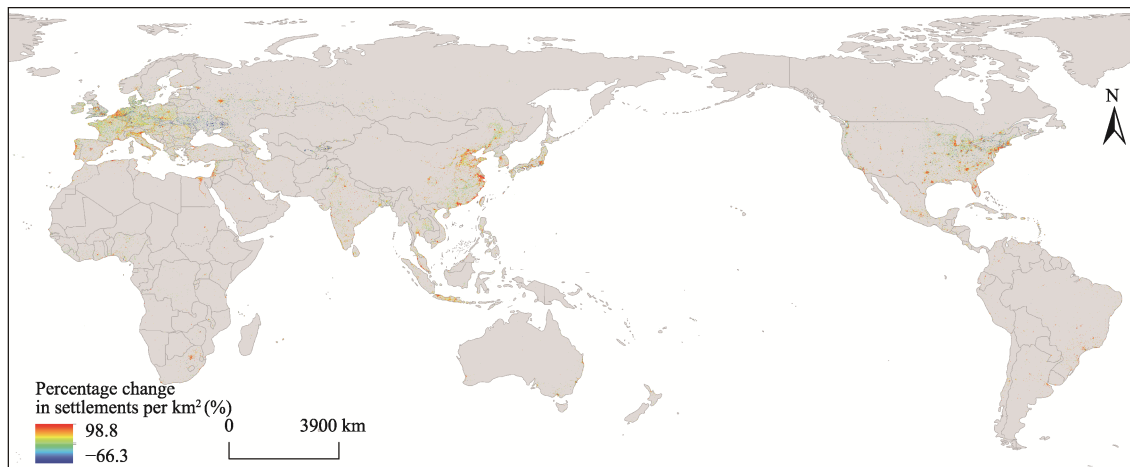 N
Percentage change
in settlements per km² (%)
98.8
−66.3
0 3900 km